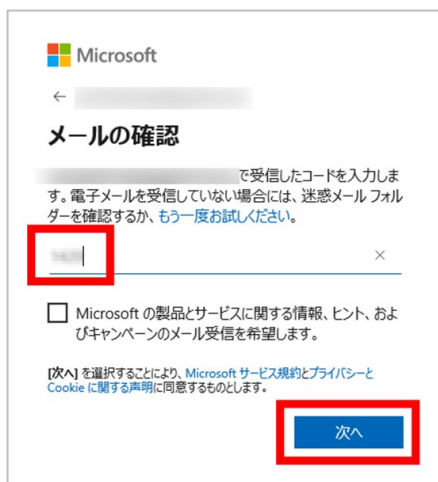 Microsoft
←
メールの確認
で受信したコードを入力しま
す。電子メールを受信していない場合には、迷惑メール フォル
ダーを確認するか、もう一度お試しください。
×
Microsoft の製品とサービスに関する情報、ヒント、およ
びキャンペーンのメール受信を希望します。
[次へ] を選択することにより、Microsoft サービス規約とプライバシーと
Cookie に関する声明に同意するものとします。
次へ